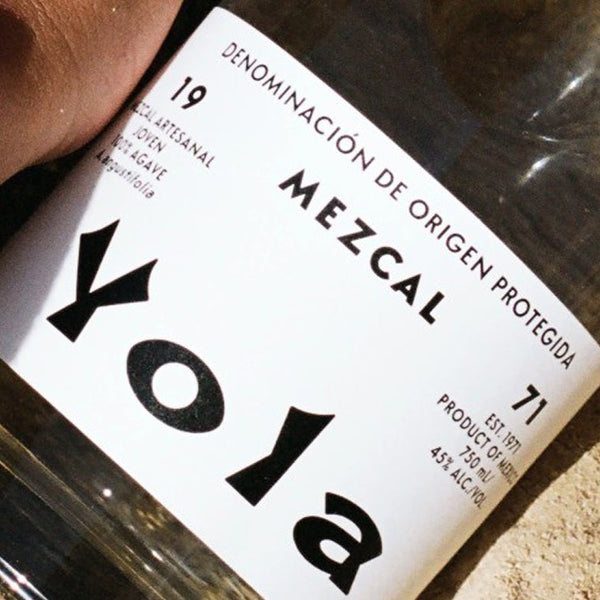 DENOMINACIÓN DE ORIGEN PROTEGIDA
19
MEZCAL ARTESANAL
JOVEN
100% AGAVE
A.angustifolia
MEZCAL
71
EST. 1971
PRODUCT OF MEXICO
750 mL/
45% ALC./VOL.
Yola